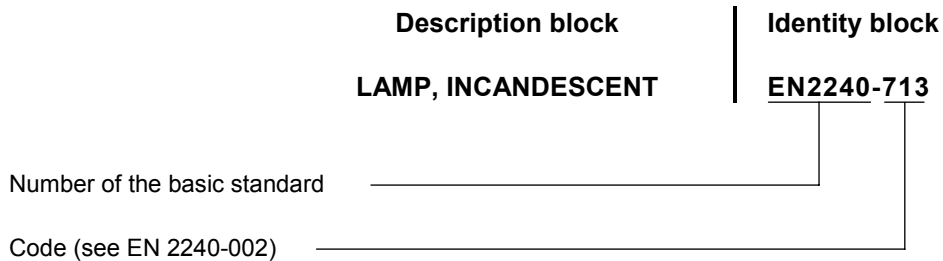 Description block Identity block
LAMP, INCANDESCENT EN2240-713
Number of the basic standard
Code (see EN 2240-002)